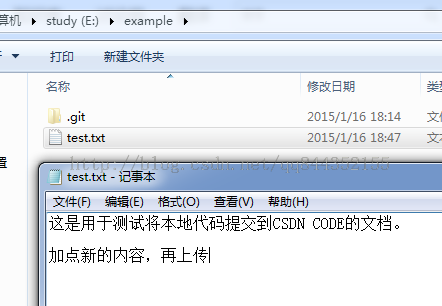 算机 study (E:) example
打印 新建文件夹
名称 修改日期 类
.git 2015/1/16 18:14 文件
test.txt 2015/1/16 18:47 文本
置
http://blog.csdn.net/qq844352155
test.txt - 记事本
文件(F) 编辑(E) 格式(O) 查看(V) 帮助(H)
这是用于测试将本地代码提交到CSDN CODE的文档。
加点新的内容，再上传